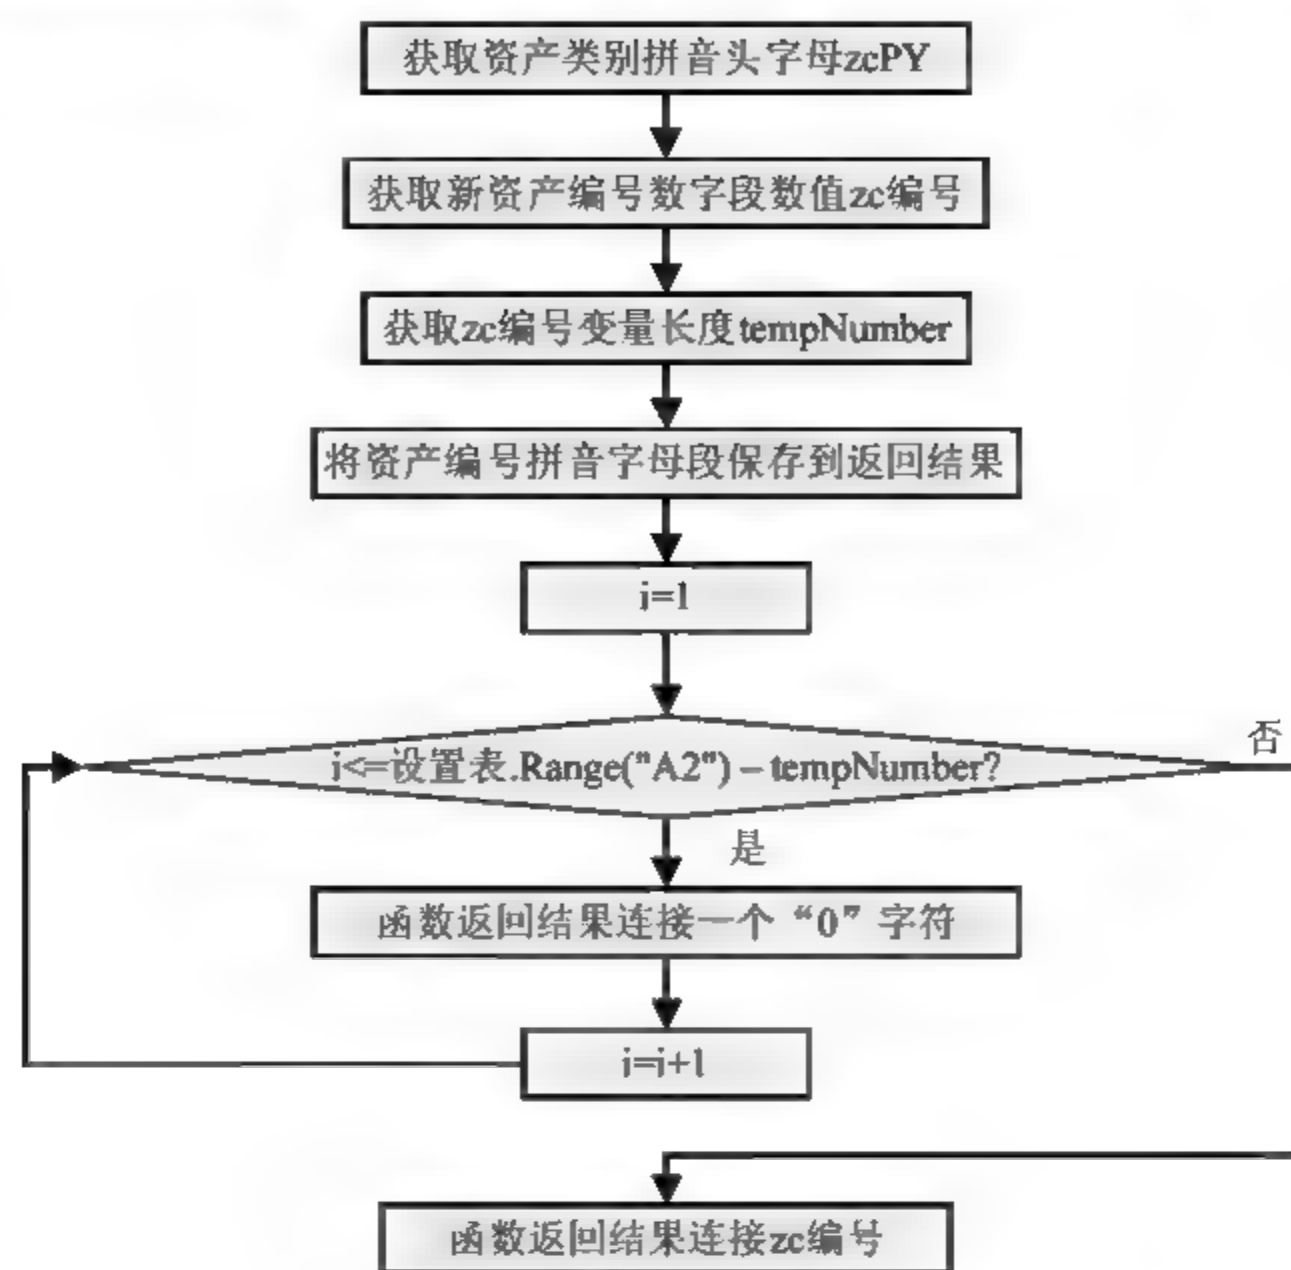 获取资产类别拼音头字母zcPY
获取新资产编号数字段数值zc编号
获取zc编号变量长度tempNumber
将资产编号拼音字母段保存到返回结果
i=1
i<=设置表.Range("A2")–tempNumber?
否
是
函数返回结果连接一个“0”字符
i=i+1
函数返回结果连接zc编号